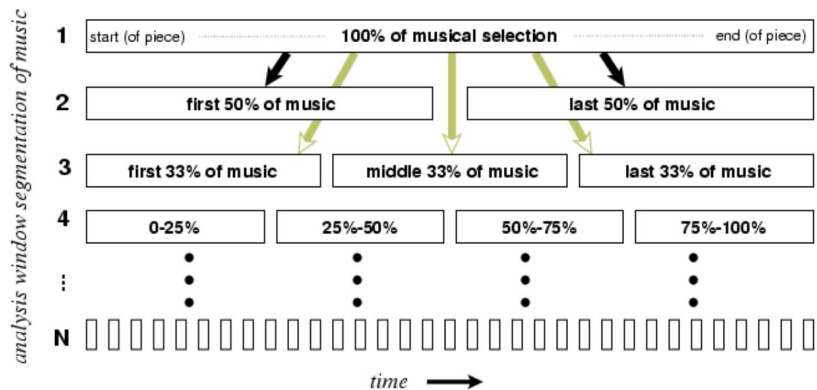 analysis window segmentation of music
1 start (of piece) 100% of musical selection end (of piece)
2 first 50% of music last 50% of music
3 first 33% of music middle 33% of music last 33% of music
4 0-25% 25%-50% 50%-75% 75%-100%
N
time